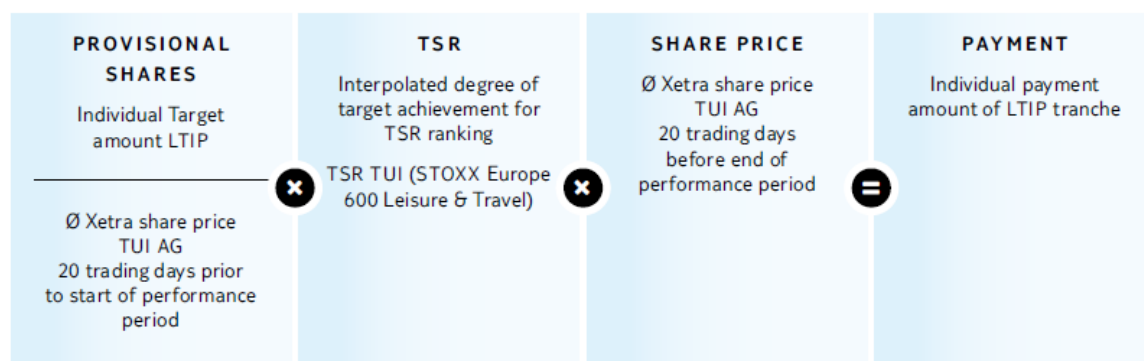 PROVISIONAL
SHARES
Individual Target
amount LTIP
Ø Xetra share price
TUI AG
20 trading days prior
to start of performance
period
×
TSR
Interpolated degree of
target achievement for
TSR ranking
TSR TUI (STOXX Europe
600 Leisure & Travel)
×
SHARE PRICE
Ø Xetra share price
TUI AG
20 trading days
before end of
performance period
=
PAYMENT
Individual payment
amount of LTIP tranche